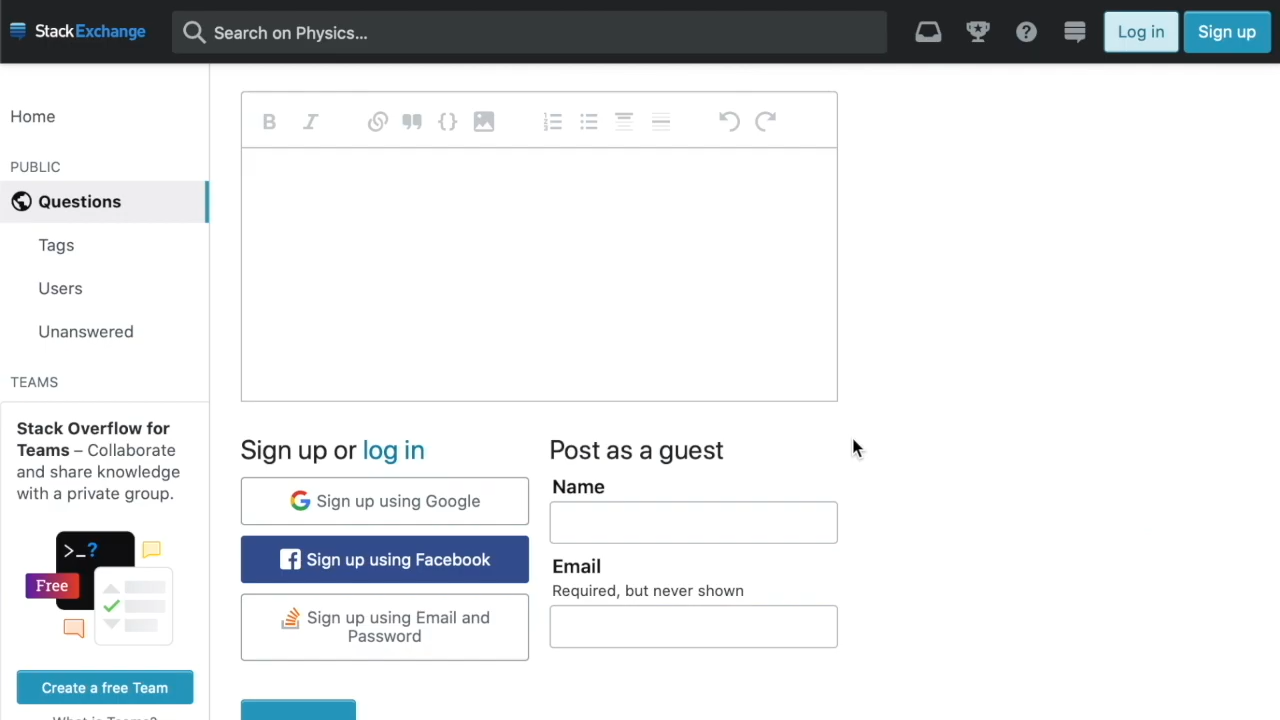 StackExchange
Search on Physics...
Log in
Sign up
Home
PUBLIC
Questions
Tags
Users
Unanswered
TEAMS
Stack Overflow for
Teams – Collaborate
and share knowledge
with a private group.
>_?
Free
Create a free Team
What is Teams?
B I
Sign up or log in
Sign up using Google
Sign up using Facebook
Sign up using Email and
Password
Post as a guest
Name
Email
Required, but never shown